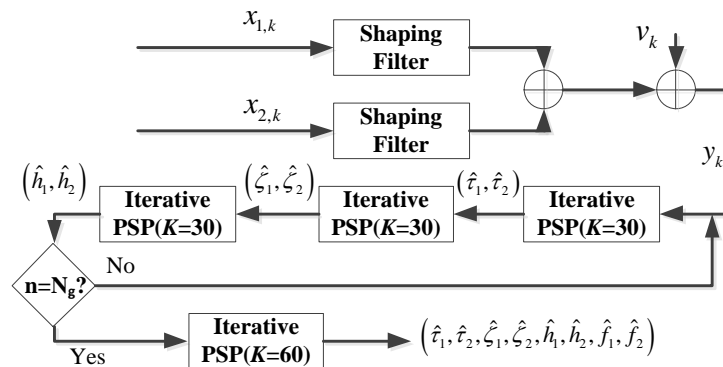 x_{1,k}
Shaping
Filter
v_k
x_{2,k}
Shaping
Filter
y_k
(ĥ_1, ĥ_2)
Iterative
PSP(K=30)
(ζ̂_1, ζ̂_2)
Iterative
PSP(K=30)
(τ̂_1, τ̂_2)
Iterative
PSP(K=30)
n=N_g?
No
Yes
Iterative
PSP(K=60)
(τ̂_1, τ̂_2, ζ̂_1, ζ̂_2, ĥ_1, ĥ_2, f̂_1, f̂_2)